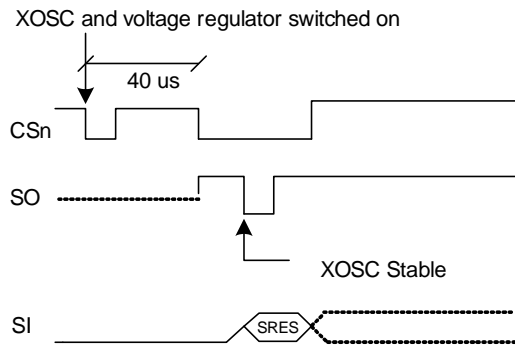 XOSC and voltage regulator switched on
40 us
CSn
SO
XOSC Stable
SI
SRES